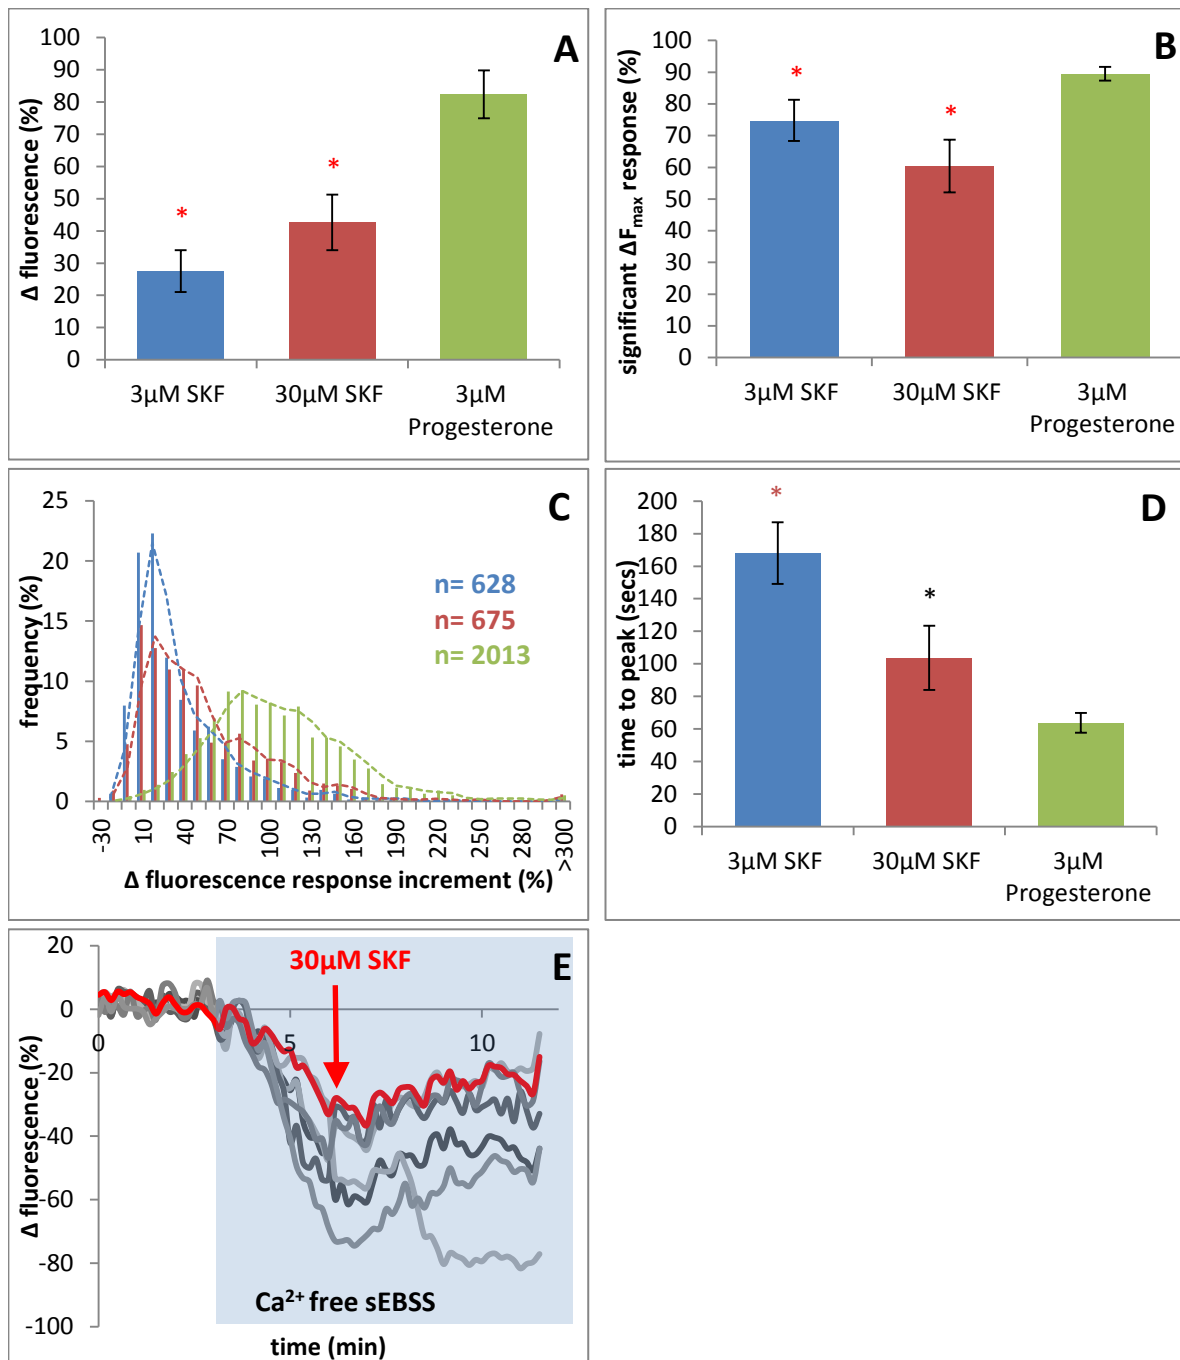 A
Δ fluorescence (%)
100
90
80
70
60
50
40
30
20
10
0
*
*
3μM SKF
30μM SKF
3μM
Progesterone
B
significant ΔFmax response (%)
100
90
80
70
60
50
40
30
20
10
0
*
*
3μM SKF
30μM SKF
3μM
Progesterone
C
frequency (%)
25
20
15
10
5
0
n= 628
n= 675
n= 2013
-30
10
40
70
100
130
160
190
220
250
280
>300
Δ fluorescence response increment (%)
D
time to peak (secs)
200
180
160
140
120
100
80
60
40
20
0
*
*
3μM SKF
30μM SKF
3μM
Progesterone
E
Δ fluorescence (%)
20
0
-20
-40
-60
-80
-100
30μM SKF
0
5
10
Ca2+ free sEBSS
time (min)